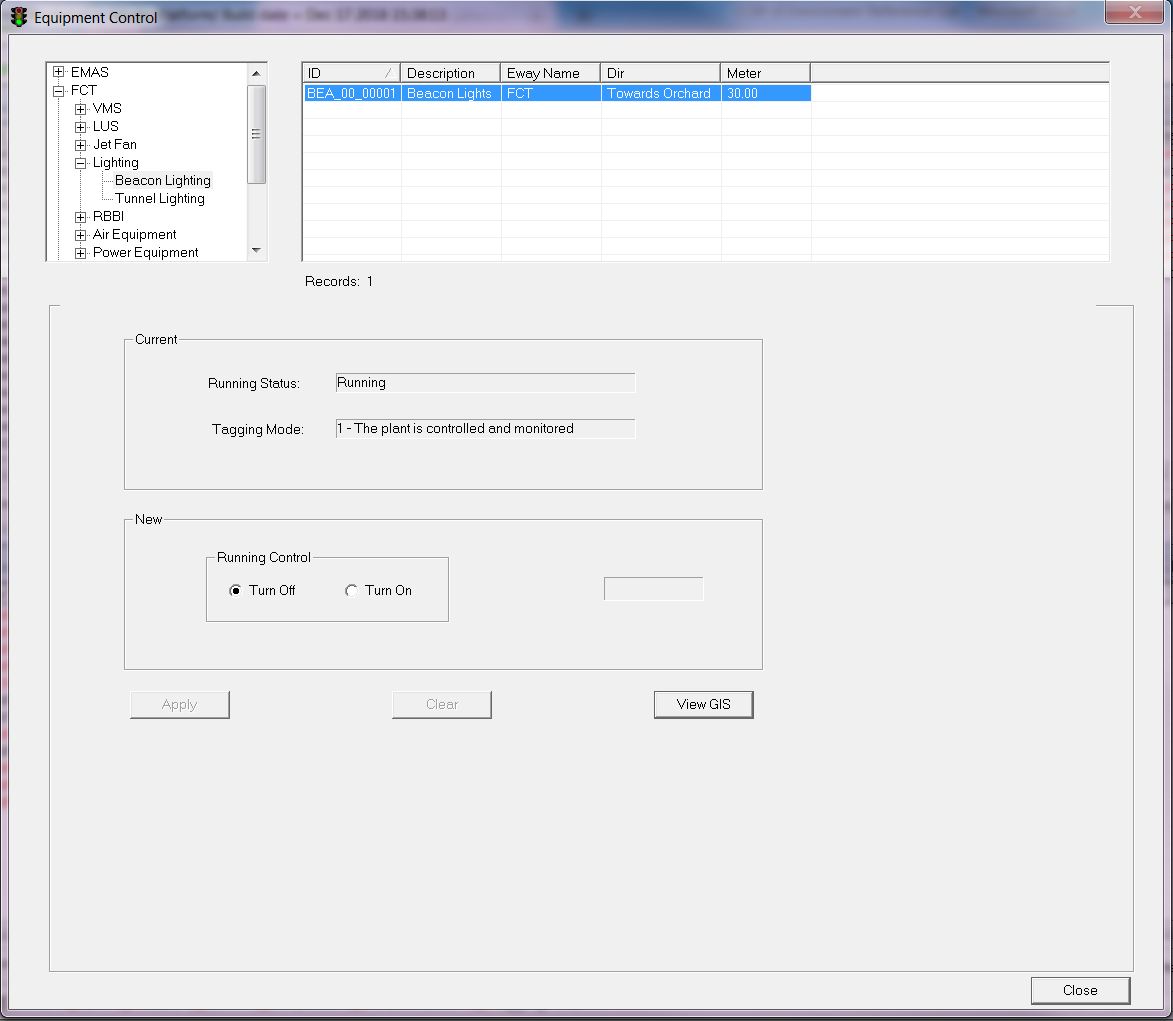 Equipment Control
EMAS
FCT
VMS
LUS
Jet Fan
Lighting
Beacon Lighting
Tunnel Lighting
RBBI
Air Equipment
Power Equipment
ID Description Eway Name Dir Meter
BEA_00_00001 Beacon Lights FCT Towards Orchard 30.00
Records: 1
Current
Running Status: Running
Tagging Mode: 1 - The plant is controlled and monitored
New
Running Control
Turn Off Turn On
Apply Clear View GIS
Close